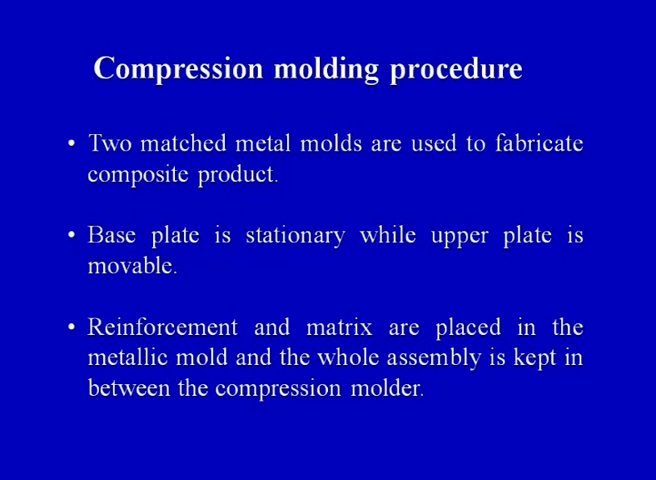 Compression molding procedure
• Two matched metal molds are used to fabricate
composite product.
• Base plate is stationary while upper plate is
movable.
• Reinforcement and matrix are placed in the
metallic mold and the whole assembly is kept in
between the compression molder.